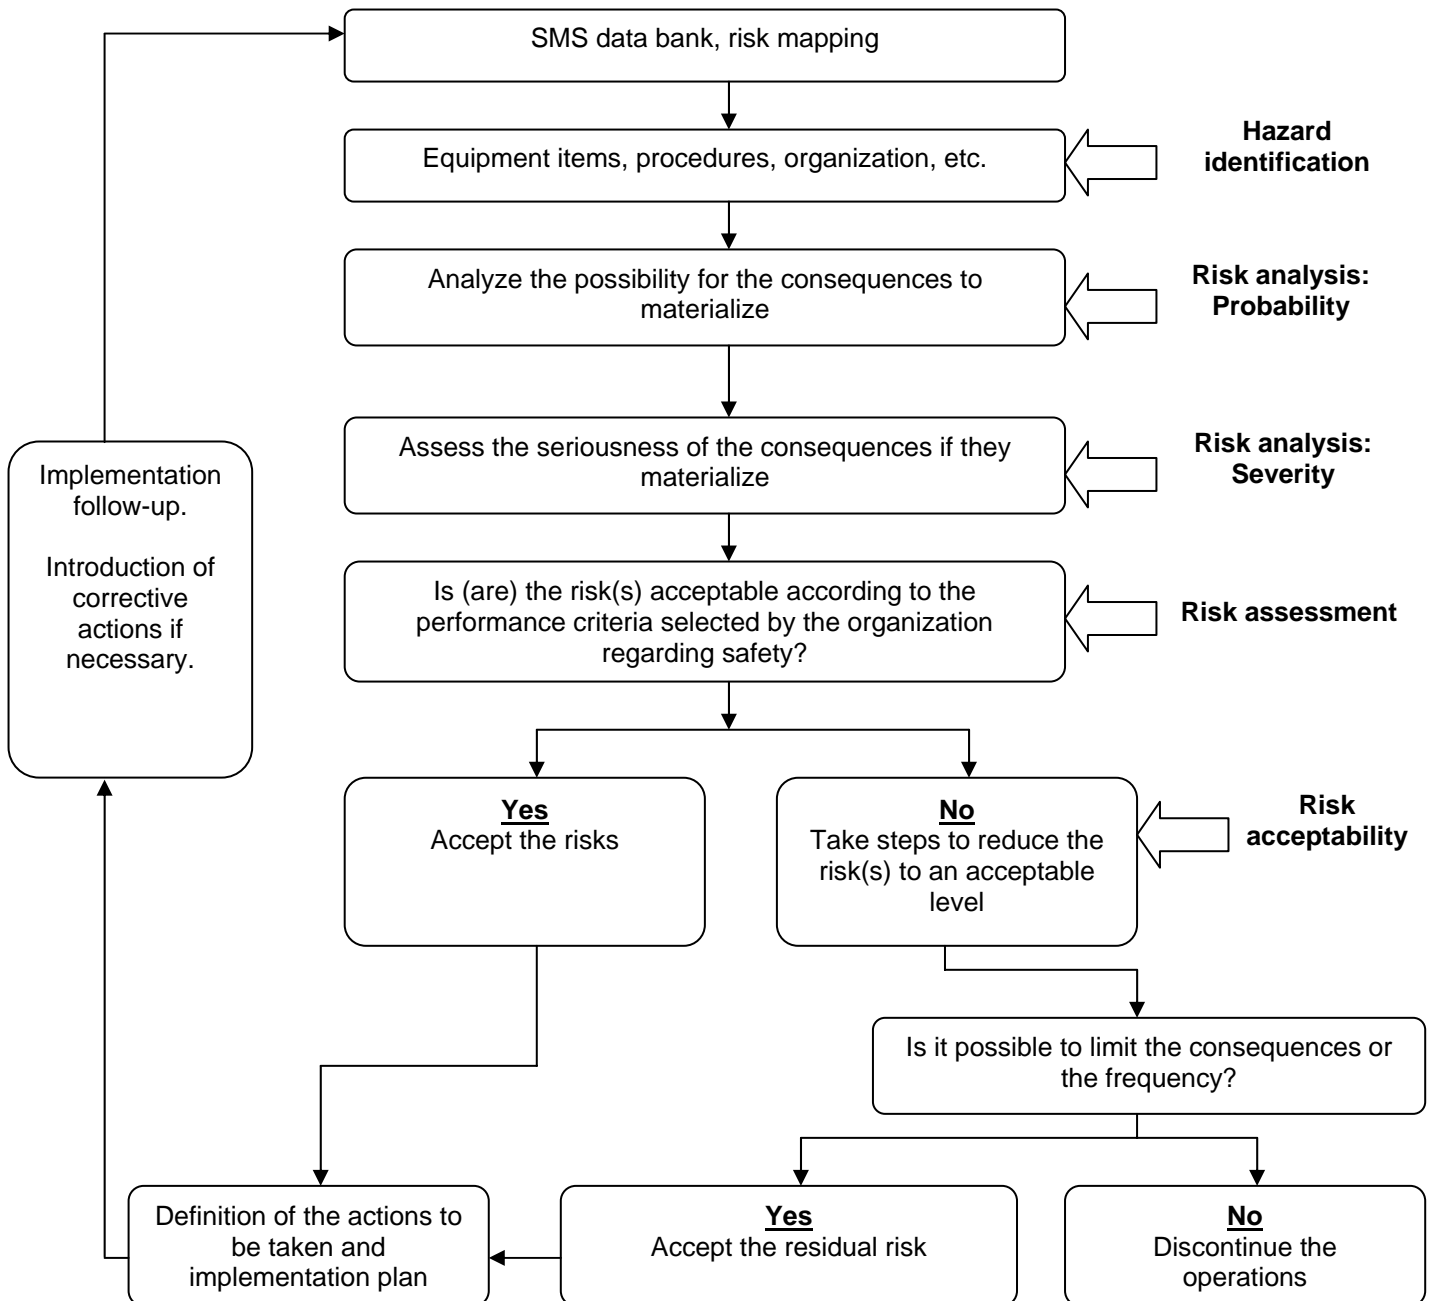 SMS data bank, risk mapping
Equipment items, procedures, organization, etc.
Hazard
identification
Analyze the possibility for the consequences to
materialize
Risk analysis:
Probability
Assess the seriousness of the consequences if they
materialize
Risk analysis:
Severity
Implementation
follow-up.
Introduction of
corrective
actions if
necessary.
Is (are) the risk(s) acceptable according to the
performance criteria selected by the organization
regarding safety?
Risk assessment
Yes
Accept the risks
No
Take steps to reduce the
risk(s) to an acceptable
level
Risk
acceptability
Is it possible to limit the consequences or
the frequency?
Definition of the actions to
be taken and
implementation plan
Yes
Accept the residual risk
No
Discontinue the
operations